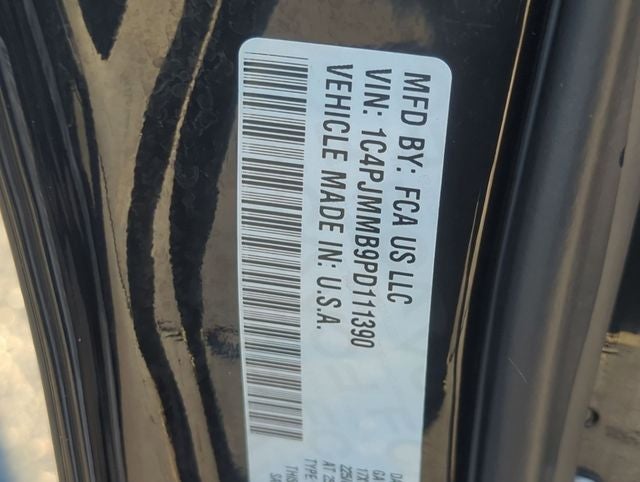 MFD BY: FCA US LLC
VIN: 1C4PJMMB9PD111390
VEHICLE MADE IN: U.S.A.